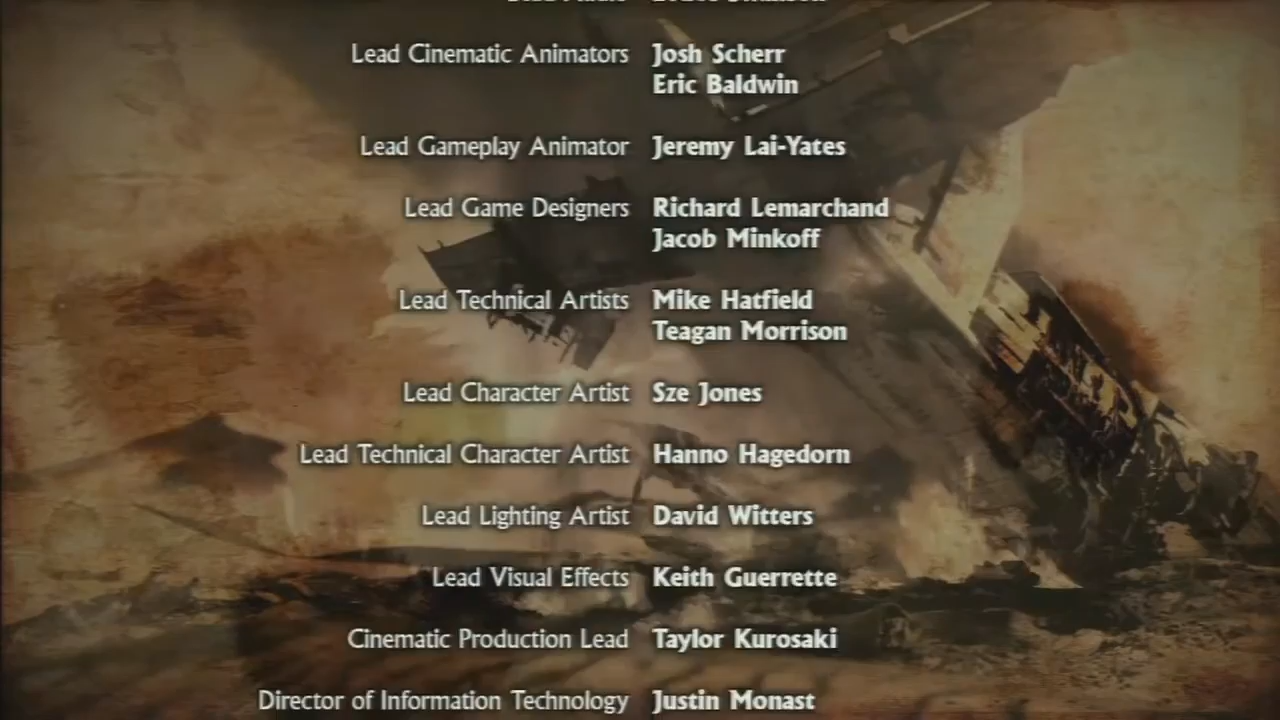 Lead Cinematic Animators Josh Scherr
Eric Baldwin
Lead Gameplay Animator Jeremy Lai-Yates
Lead Game Designers Richard Lemarchand
Jacob Minkoff
Lead Technical Artists Mike Hatfield
Teagan Morrison
Lead Character Artist Sze Jones
Lead Technical Character Artist Hanno Hagedorn
Lead Lighting Artist David Witters
Lead Visual Effects Keith Guerrette
Cinematic Production Lead Taylor Kurosaki
Director of Information Technology Justin Monast